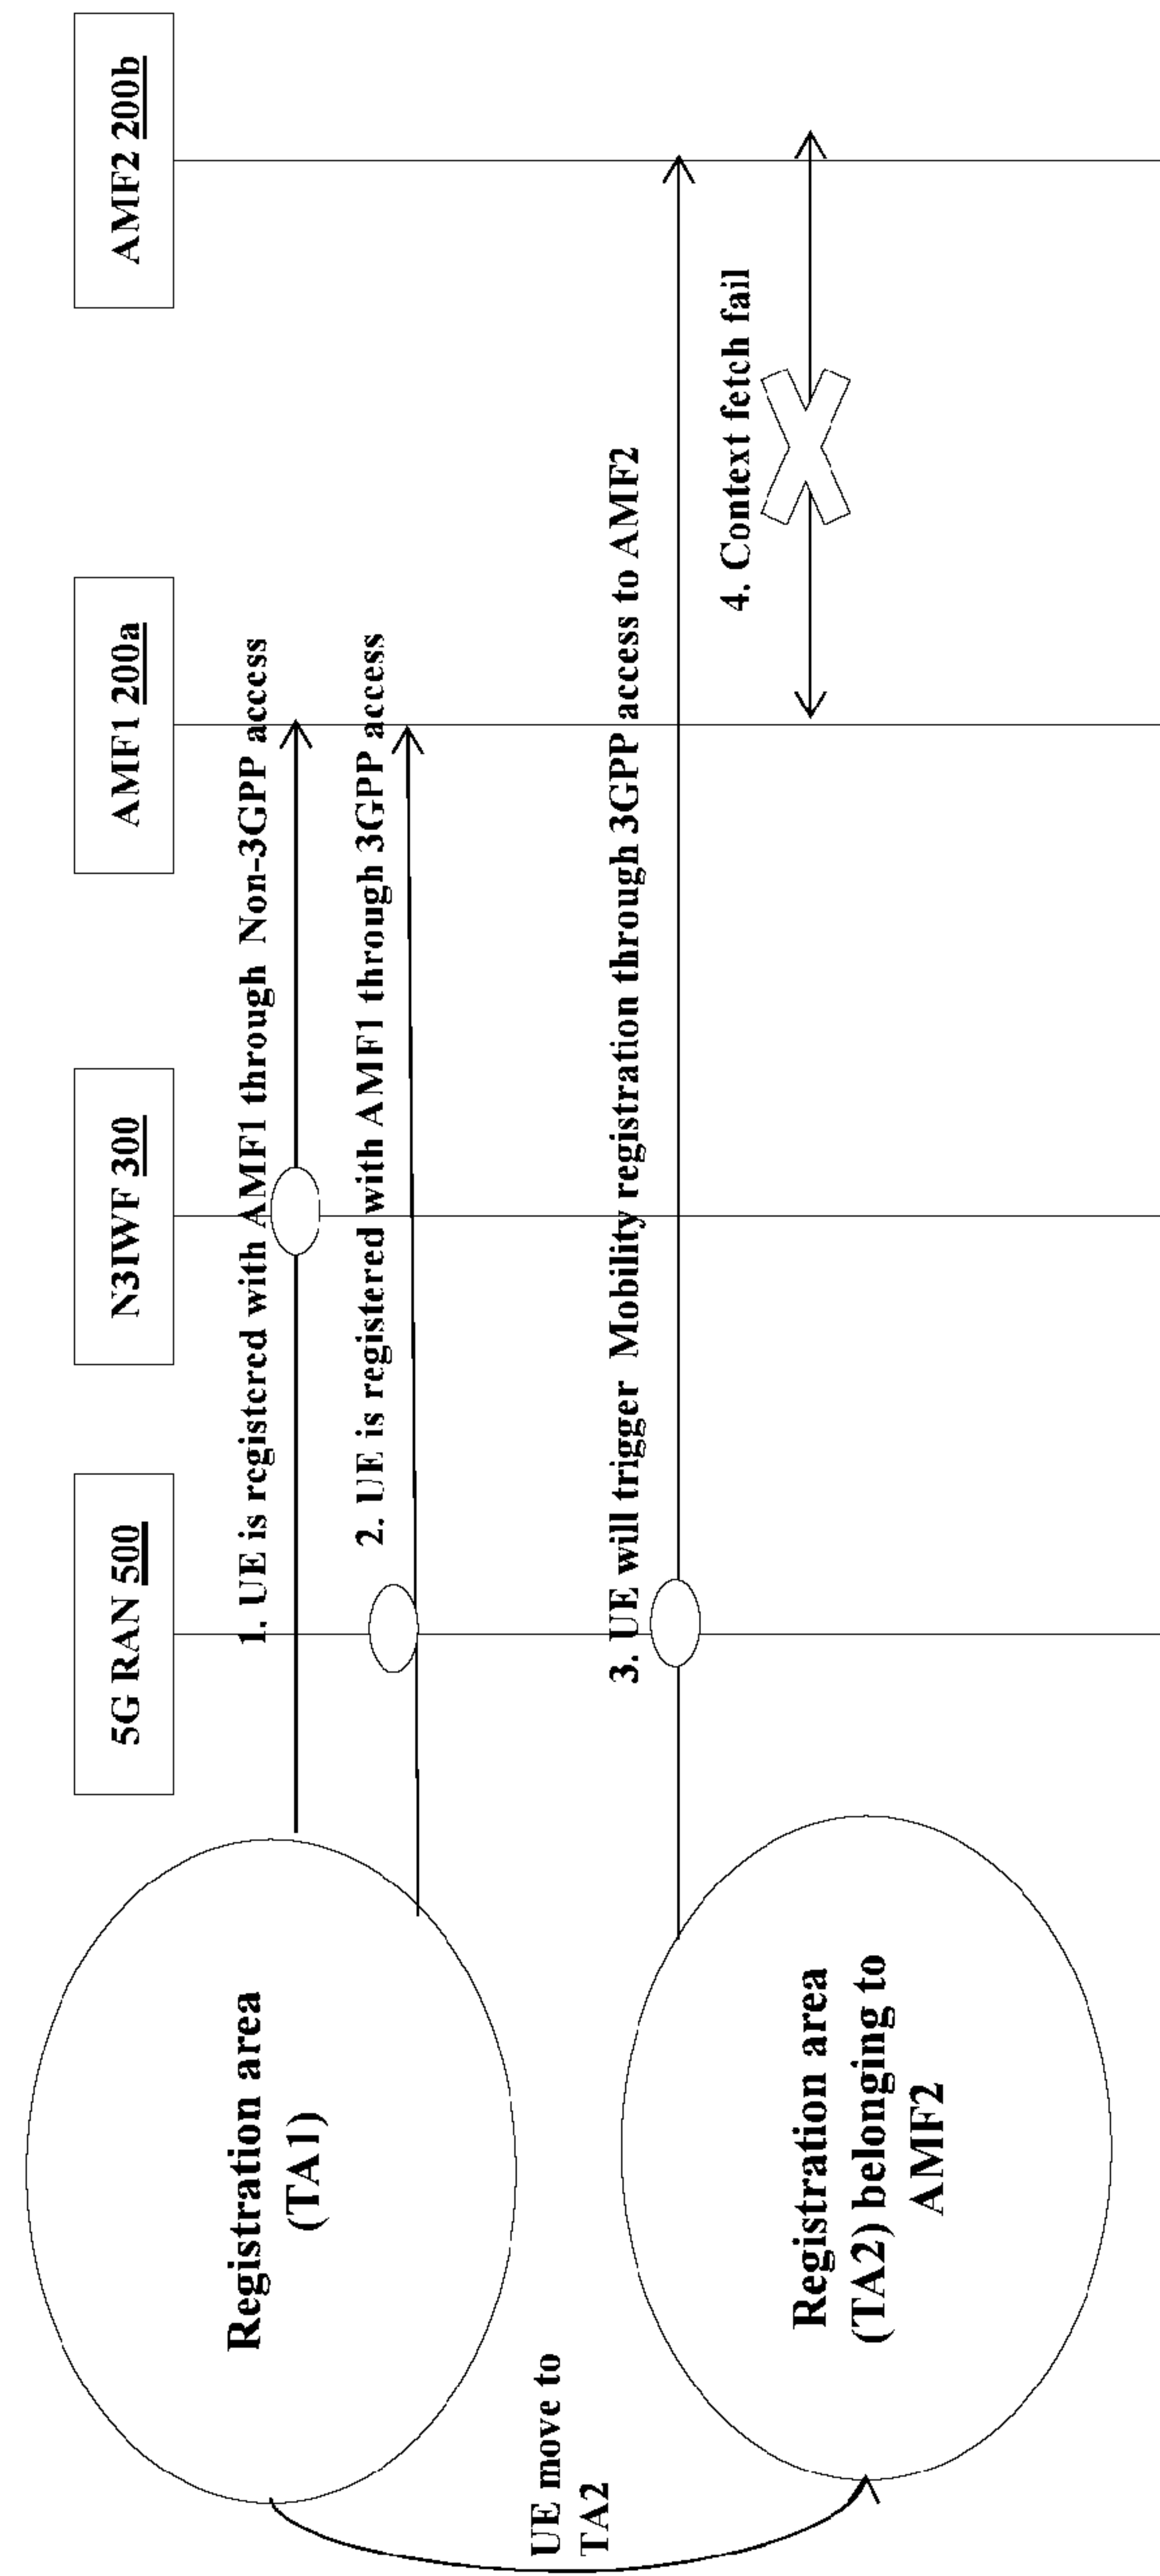 5G RAN 500
N3IWF 300
AMF1 200a
AMF2 200b
1. UE is registered with AMF1 through Non-3GPP access
2. UE is registered with AMF1 through 3GPP access
Registration area
(TA1)
UE move to
TA2
3. UE will trigger Mobility registration through 3GPP access to AMF2
4. Context fetch fail
Registration area
(TA2) belonging to
AMF2